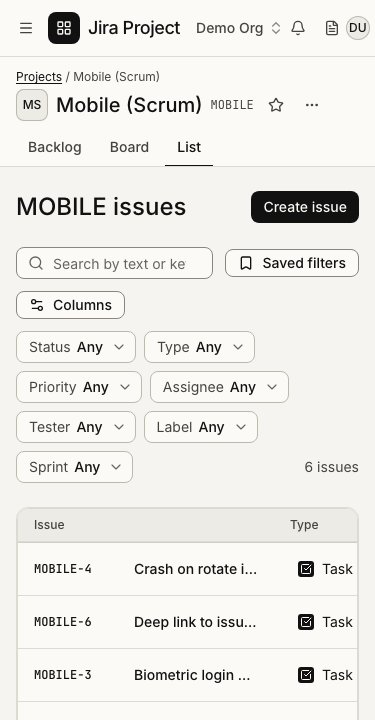 Jira Project Demo Org DU
Projects / Mobile (Scrum)
MS Mobile (Scrum) MOBILE
Backlog Board List
MOBILE issues Create issue
Search by text or ke Saved filters
Columns
Status Any Type Any
Priority Any Assignee Any
Tester Any Label Any
Sprint Any 6 issues
Issue Type
MOBILE-4 Crash on rotate i... Task
MOBILE-6 Deep link to issu... Task
MOBILE-3 Biometric login ... Task